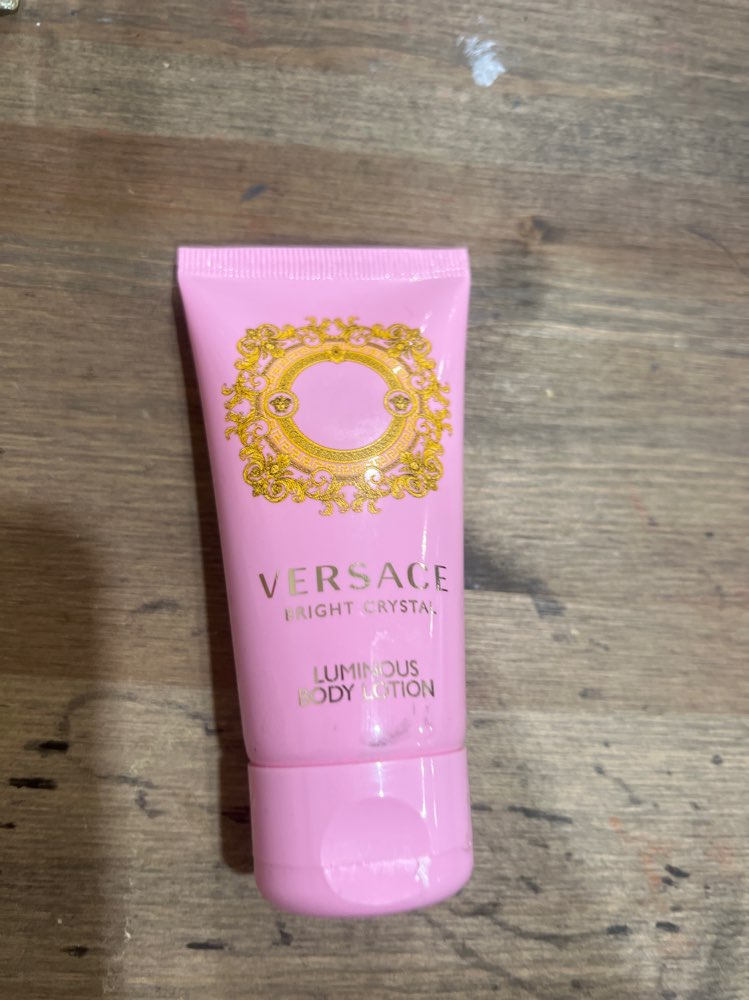 VERSACE
BRIGHT CRYSTAL
LUMINOUS
BODY LOTION